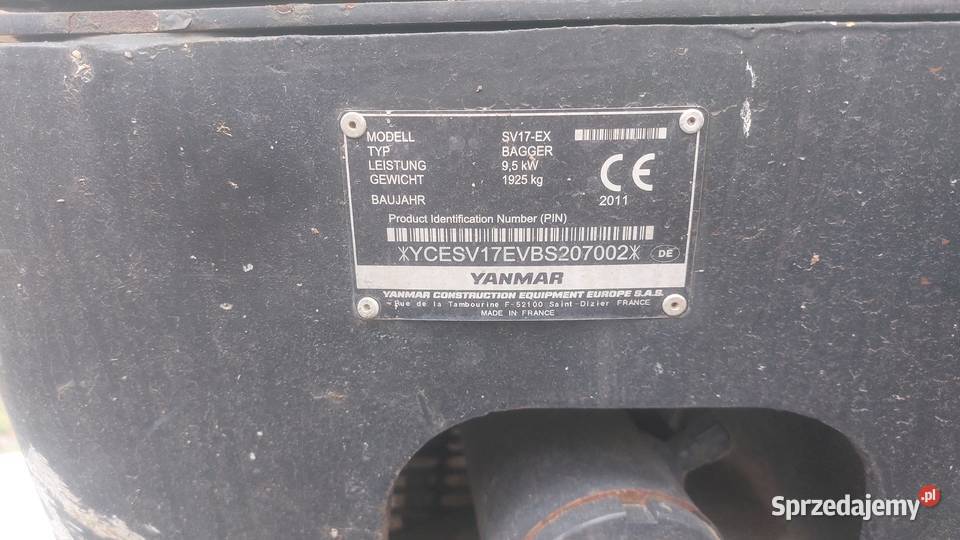 MODELL SV17-EX
TYP BAGGER
LEISTUNG 9,5 kW
GEWICHT 1925 kg
CE
BAUJAHR 2011
Product Identification Number (PIN)
*YCESV17EVBS207002* DE
YANMAR
YANMAR CONSTRUCTION EQUIPMENT EUROPE S.A.S.
Rue de la Tambourine F-52100 Saint-Dizier FRANCE
MADE IN FRANCE
Sprzedajemy.pl